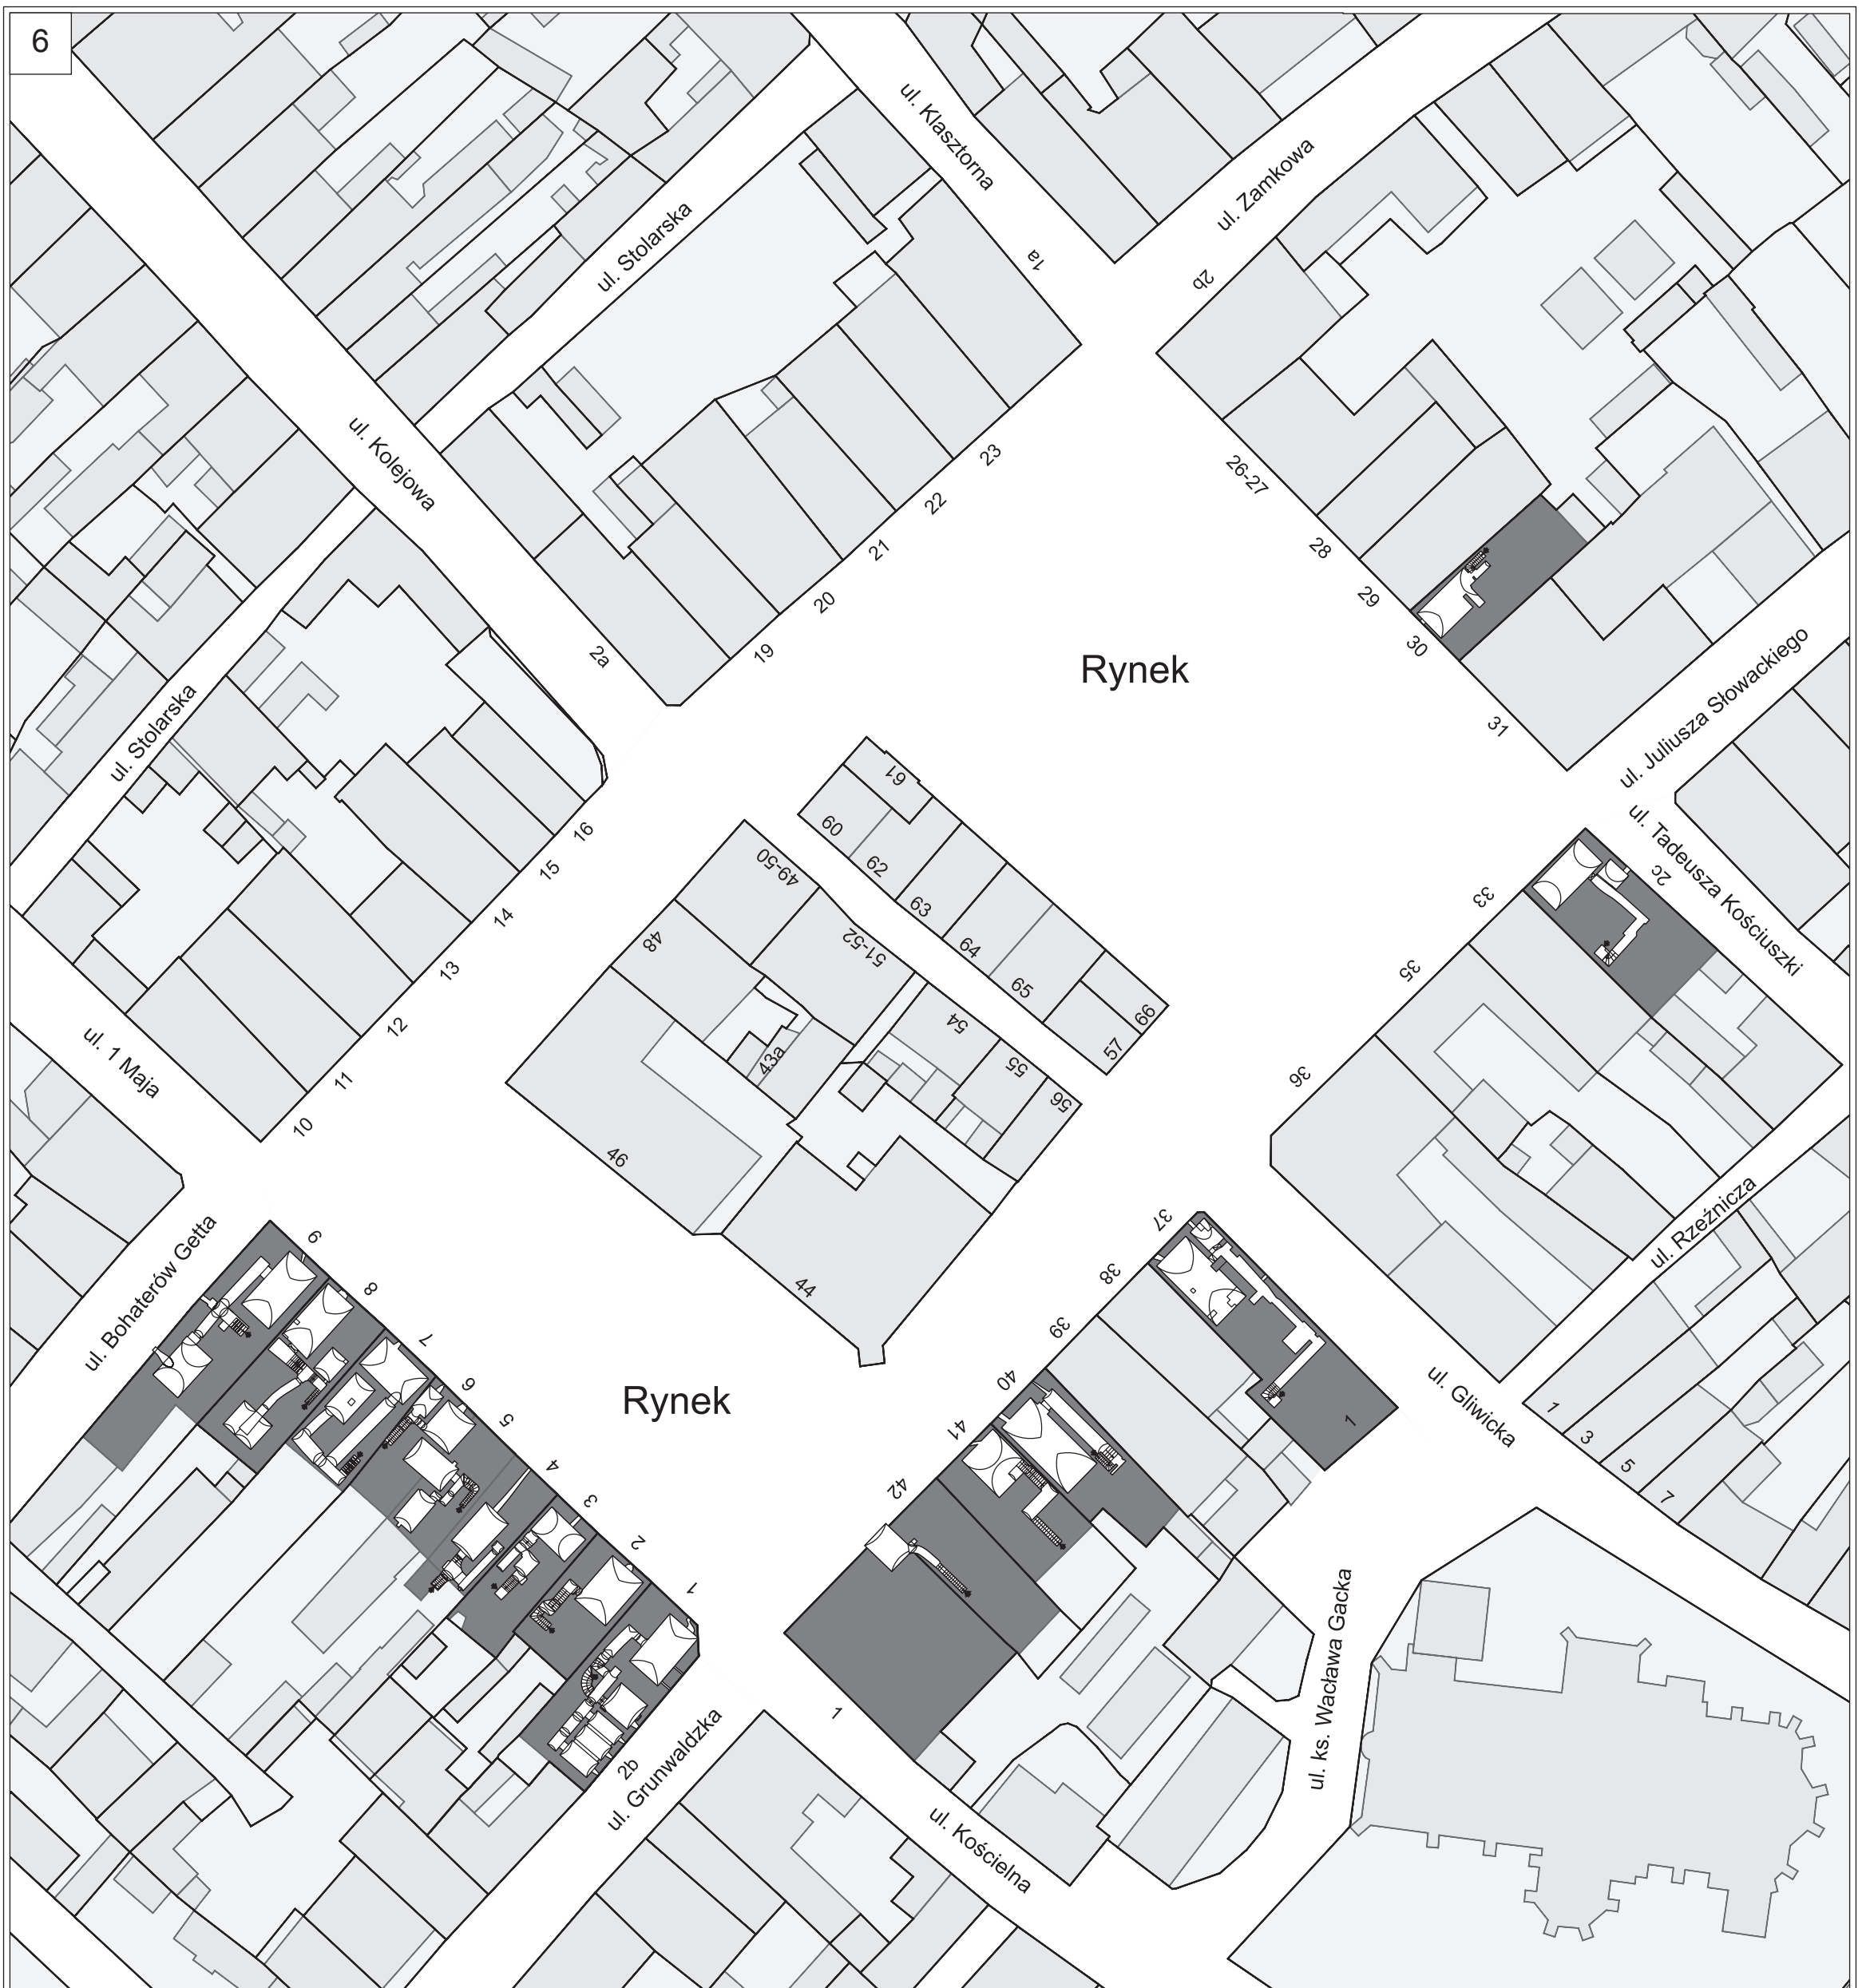 6
ul. Klasztorna
ul. Zamkowa
ul. Stolarska
1a
2b
ul. Kolejowa
23
26-27
22
21
28
20
29
19
30
2a
Rynek
31
ul. Juliusza Słowackiego
ul. Stolarska
61
16
60
15
62
49-50
ul. Tadeusza Kościuszki
2c
33
14
63
48
51-52
64
13
35
65
66
12
54
57
43a
55
56
36
ul. 1 Maja
11
10
46
ul. Rzeźnicza
37
ul. Bohaterów Getta
9
38
8
44
39
7
6
40
Rynek
ul. Gliwicka
1
1
3
5
7
5
41
4
42
3
2
1
ul. ks. Wacława Gacka
1
2b
ul. Grunwaldzka
ul. Kościelna